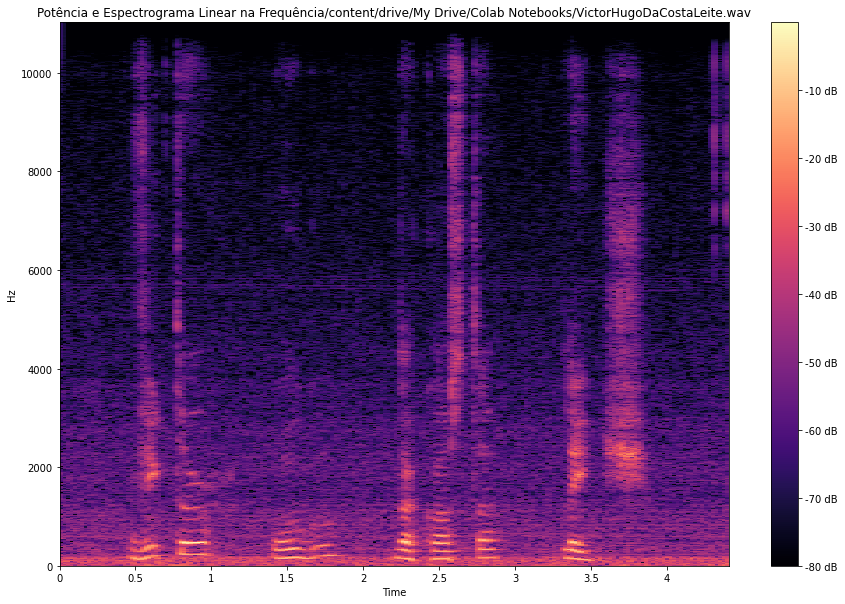 Potência e Espectrograma Linear na Frequência/content/drive/My Drive/Colab Notebooks/VictorHugoDaCostaLeite.wav
10000
8000
6000
4000
2000
0
Hz
0 0.5 1 1.5 2 2.5 3 3.5 4
Time
-10 dB
-20 dB
-30 dB
-40 dB
-50 dB
-60 dB
-70 dB
-80 dB